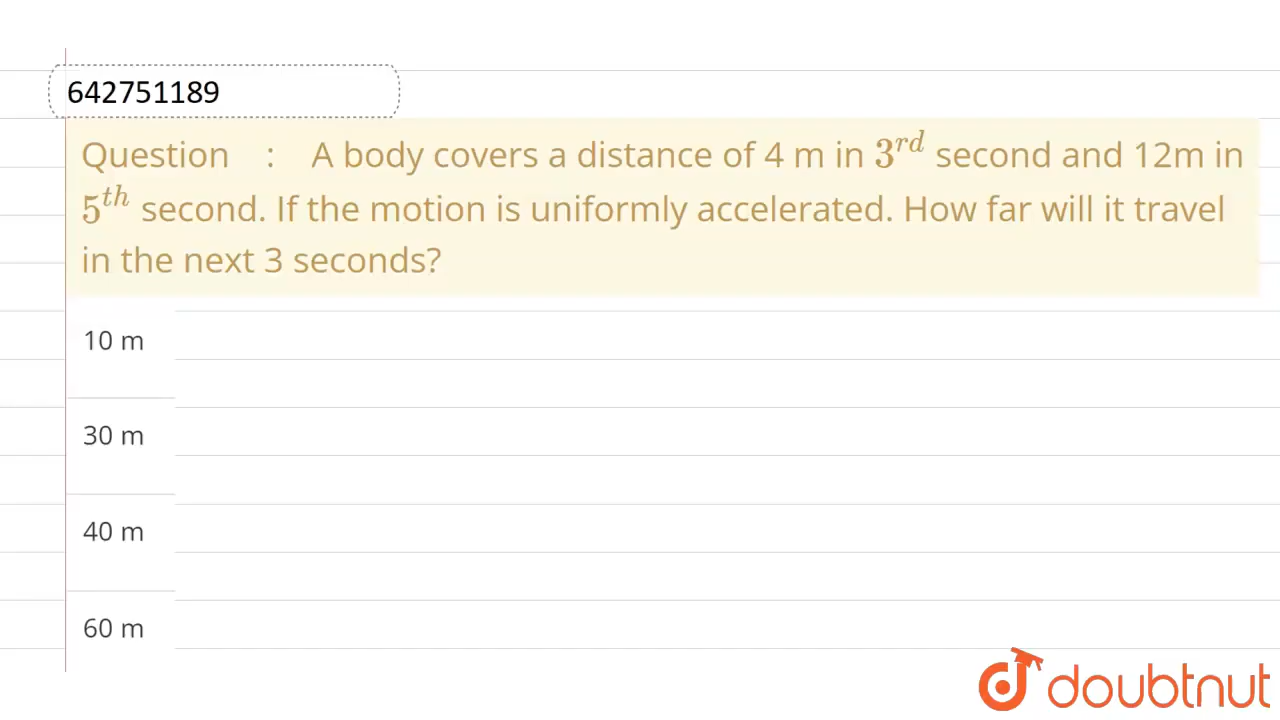 642751189
Question : A body covers a distance of 4 m in 3^{rd} second and 12m in
5^{th} second. If the motion is uniformly accelerated. How far will it travel
in the next 3 seconds?
10 m
30 m
40 m
60 m
doubtnut